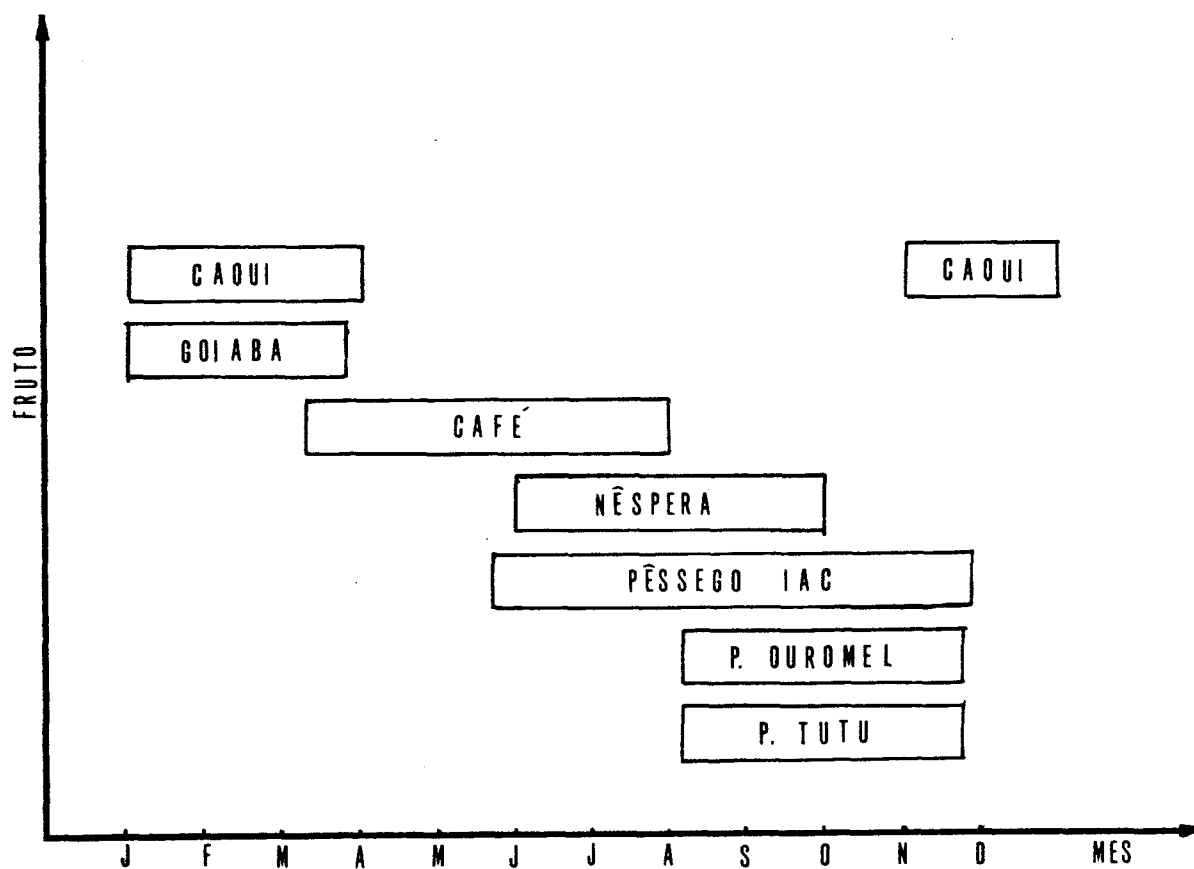 CAQUI CAQUI
GOIABA
FRUTO
CAFÉ
NÊSPERA
PÊSSEGO IAC
P. OUROMEL
P. TUTU
J F M A M J J A S O N D MES